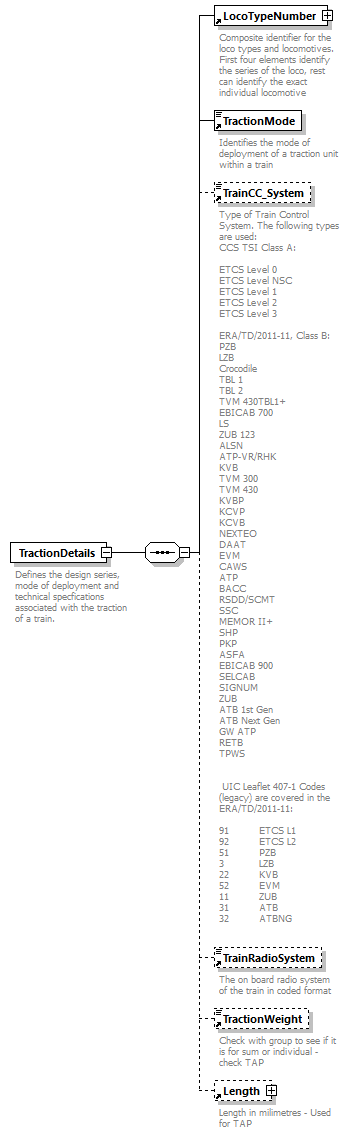 LocoTypeNumber
Composite identifier for the
loco types and locomotives.
First four elements identify
the series of the loco, rest
can identify the exact
individual locomotive
TractionMode
Identifies the mode of
deployment of a traction unit
within a train
TrainCC_System
Type of Train Control
System. The following types
are used:
CCS TSI Class A:
ETCS Level 0
ETCS Level NSC
ETCS Level 1
ETCS Level 2
ETCS Level 3
ERA/TD/2011-11, Class B:
PZB
LZB
Crocodile
TBL 1
TBL 2
TVM 430TBL1+
EBICAB 700
LS
ZUB 123
ALSN
ATP-VR/RHK
KVB
TVM 300
TVM 430
KVBP
KCVP
KCVB
NEXTEO
DAAT
EVM
CAWS
ATP
BACC
RSDD/SCMT
SSC
MEMOR II+
SHP
PKP
ASFA
EBICAB 900
SELCAB
SIGNUM
ZUB
ATB 1st Gen
ATB Next Gen
GW ATP
RETB
TPWS
UIC Leaflet 407-1 Codes
(legacy) are covered in the
ERA/TD/2011-11:
91 ETCS L1
92 ETCS L2
51 PZB
3 LZB
22 KVB
52 EVM
11 ZUB
31 ATB
32 ATBNG
TractionDetails
Defines the design series,
mode of deployment and
technical specfications
associated with the traction
of a train.
TrainRadioSystem
The on board radio system
of the train in coded format
TractionWeight
Check with group to see if it
is for sum or individual -
check TAP
Length
Length in milimetres - Used
for TAP